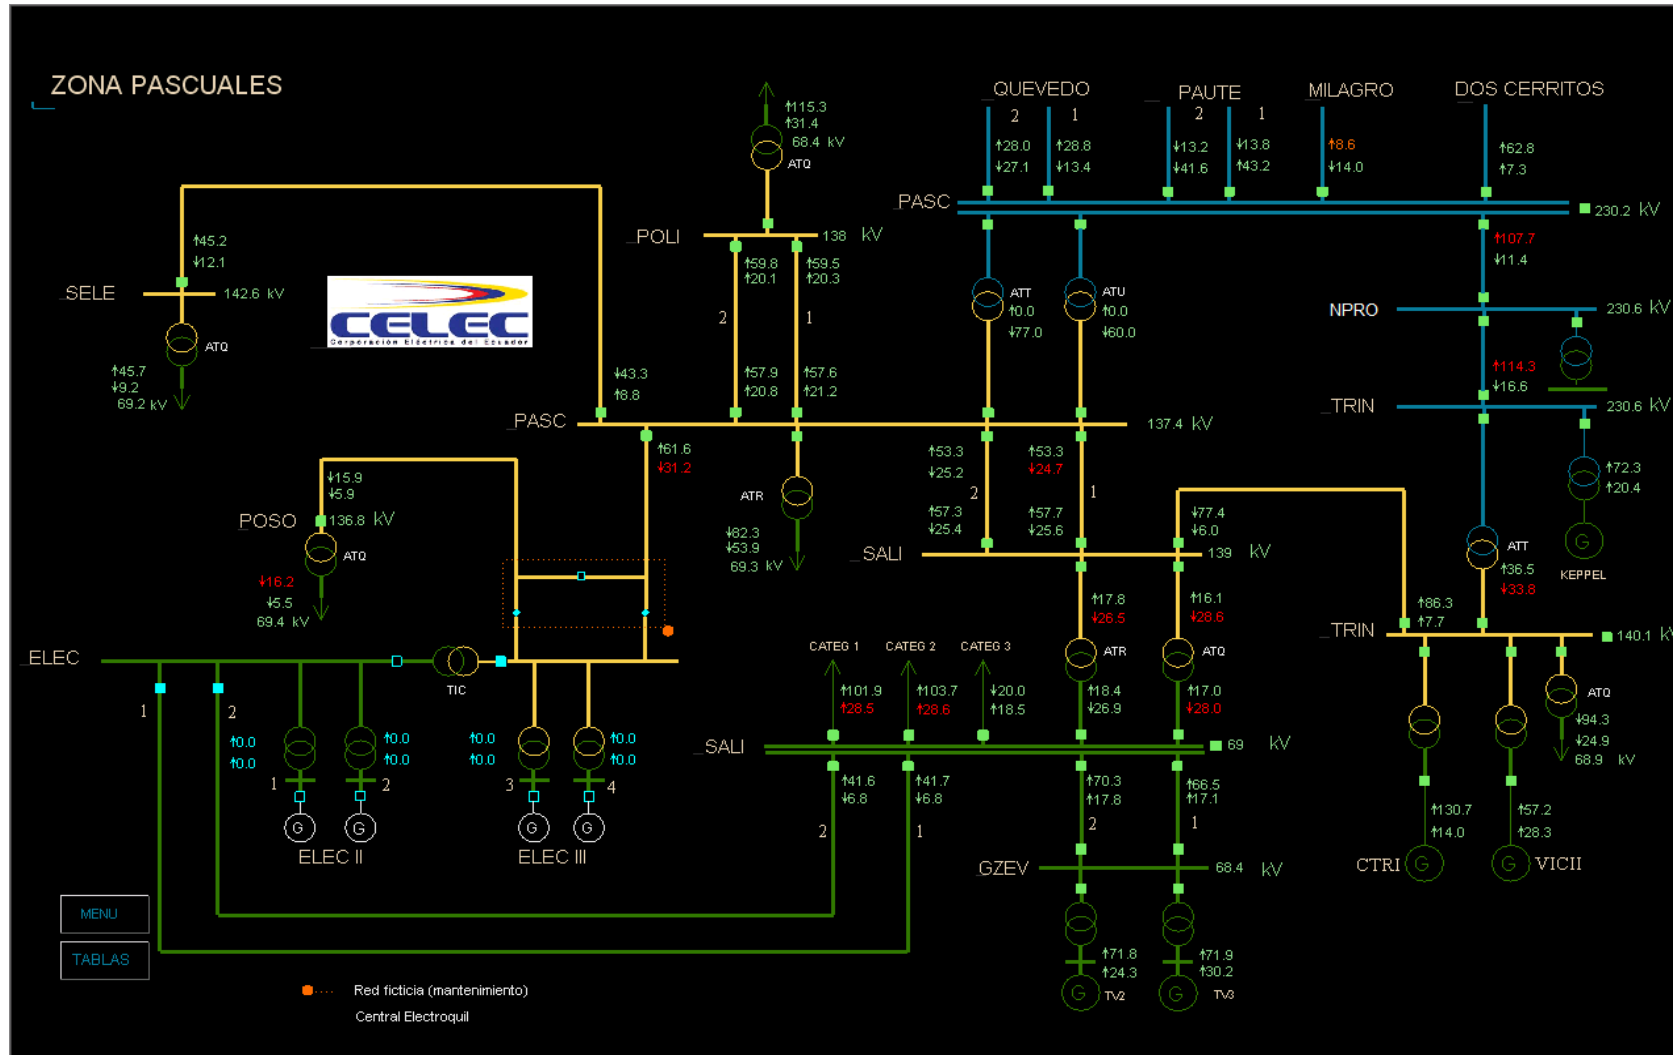 ZONA PASCUALES
QUEVEDO
2 1
PAUTE
2 1
MILAGRO
DOS CERRITOS
↑115.3
↑31.4
68.4 kV
ATQ
↑28.0
↓27.1
↑28.8
↓13.4
↓13.2
↓41.6
↓13.8
↑43.2
↑8.6
↓14.0
↑62.8
↑7.3
_PASC
230.2 kV
_POLI
138 kV
↑45.2
↓12.1
_SELE
142.6 kV
ATQ
↑45.7
↓9.2
69.2 kV
CELEC
Corporación Eléctrica del Ecuador
↑59.8
↑20.1
↑59.5
↑20.3
2
1
↑57.9
↑20.8
↑57.6
↑21.2
↓43.3
↑8.8
ATT
↑0.0
↓77.0
ATU
↑0.0
↓60.0
↑107.7
↓11.4
NPRO
230.6 kV
↑114.3
↓16.6
_TRIN
230.6 kV
_PASC
137.4 kV
↑61.6
↓31.2
ATR
↓82.3
↓53.9
69.3 kV
↑53.3
↓25.2
↑53.3
↓24.7
2
1
↑57.3
↓25.4
↑57.7
↓25.6
↓77.4
↓6.0
↑72.3
↑20.4
G
KEPPEL
ATT
↑36.5
↓33.8
↓15.9
↓5.9
_POSO
136.8 kV
ATQ
↓16.2
↓5.5
69.4 kV
_SALI
139 kV
↑17.8
↓26.5
↑16.1
↓28.6
ATR
ATQ
↑18.4
↓26.9
↑17.0
↓28.0
↑86.3
↑7.7
_TRIN
140.1 kV
ATQ
↓94.3
↓24.9
68.9 kV
_ELEC
TIC
1
2
CATEG 1
CATEG 2
CATEG 3
↑101.9
↑28.5
↑103.7
↑28.6
↓20.0
↑18.5
_SALI
69 kV
↑0.0
↑0.0
↑0.0
↑0.0
↑0.0
↑0.0
↑0.0
↑0.0
1
2
3
4
G
G
G
G
ELEC II
ELEC III
↑41.6
↓6.8
↑41.7
↓6.8
2
1
↑70.3
↑17.8
↑66.5
↑17.1
2
1
_GZEV
68.4 kV
↑130.7
↑14.0
↑57.2
↑28.3
CTRI
G
G
VICII
↑71.8
↑24.3
↑71.9
↑30.2
G
TV2
G
TV3
MENU
TABLAS
Red ficticia (mantenimiento)
Central Electroquil